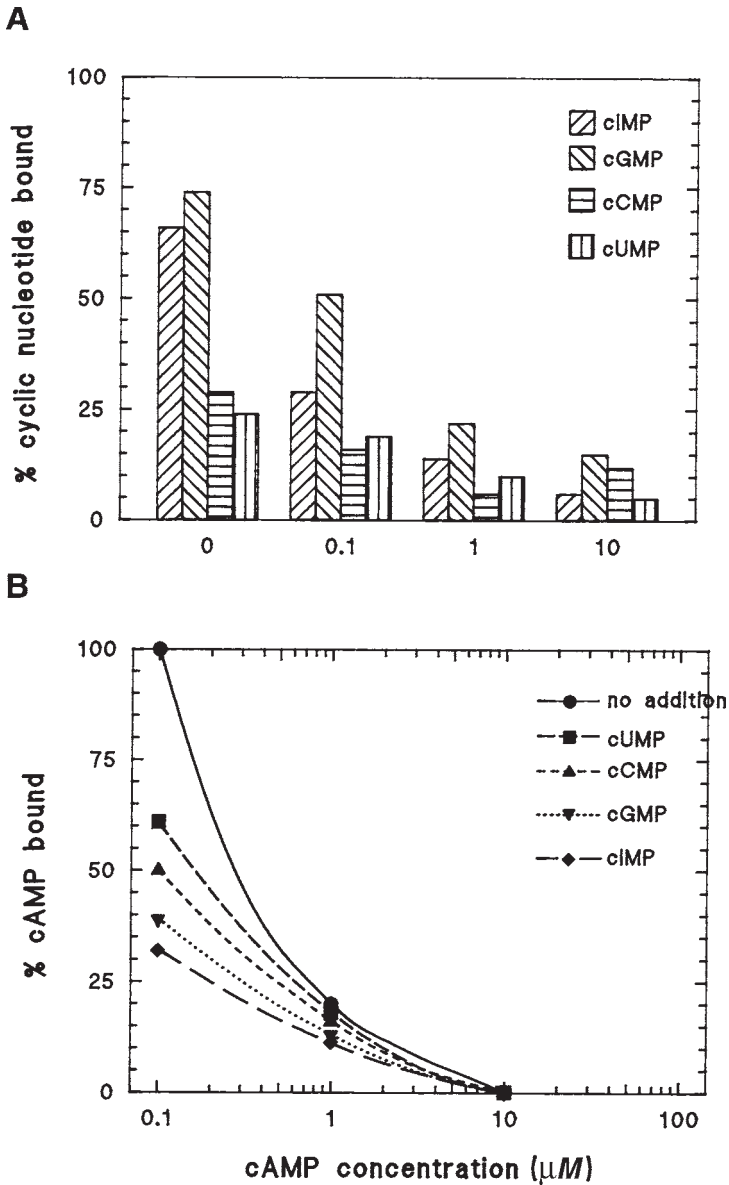 A
% cyclic nucleotide bound
100
75
50
25
0
cIMP
cGMP
cCMP
cUMP
0 0.1 1 10
B
% cAMP bound
100
75
50
25
0
no addition
cUMP
cCMP
cGMP
cIMP
0.1 1 10 100
cAMP concentration (μM)